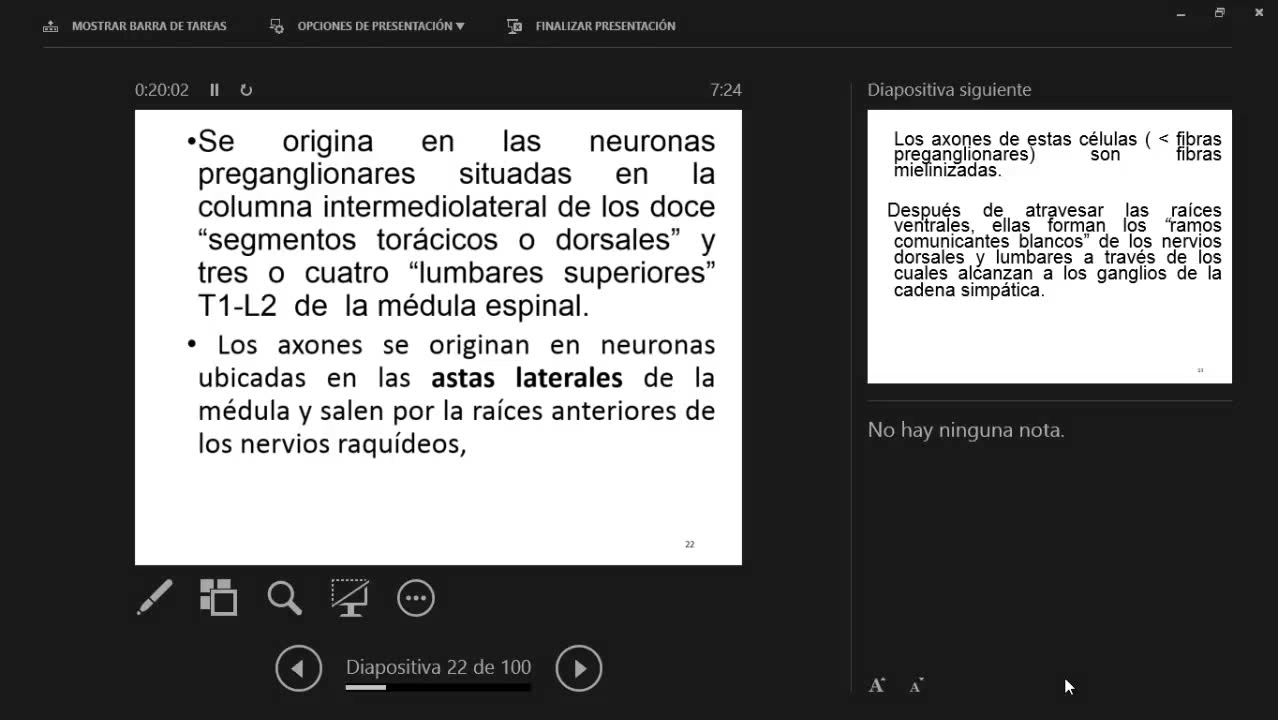 MOSTRAR BARRA DE TAREAS
OPCIONES DE PRESENTACIÓN
FINALIZAR PRESENTACIÓN
0:20:02
7:24
•Se origina en las neuronas
preganglionares situadas en la
columna intermediolateral de los doce
“segmentos torácicos o dorsales” y
tres o cuatro “lumbares superiores”
T1-L2 de la médula espinal.
• Los axones se originan en neuronas
ubicadas en las astas laterales de la
médula y salen por la raíces anteriores de
los nervios raquídeos,
22
Diapositiva 22 de 100
Diapositiva siguiente
Los axones de estas células ( < fibras
preganglionares) son fibras
mielinizadas.
Después de atravesar las raíces
ventrales, ellas forman los “ramos
comunicantes blancos” de los nervios
dorsales y lumbares a través de los
cuales alcanzan a los ganglios de la
cadena simpática.
23
No hay ninguna nota.
A A